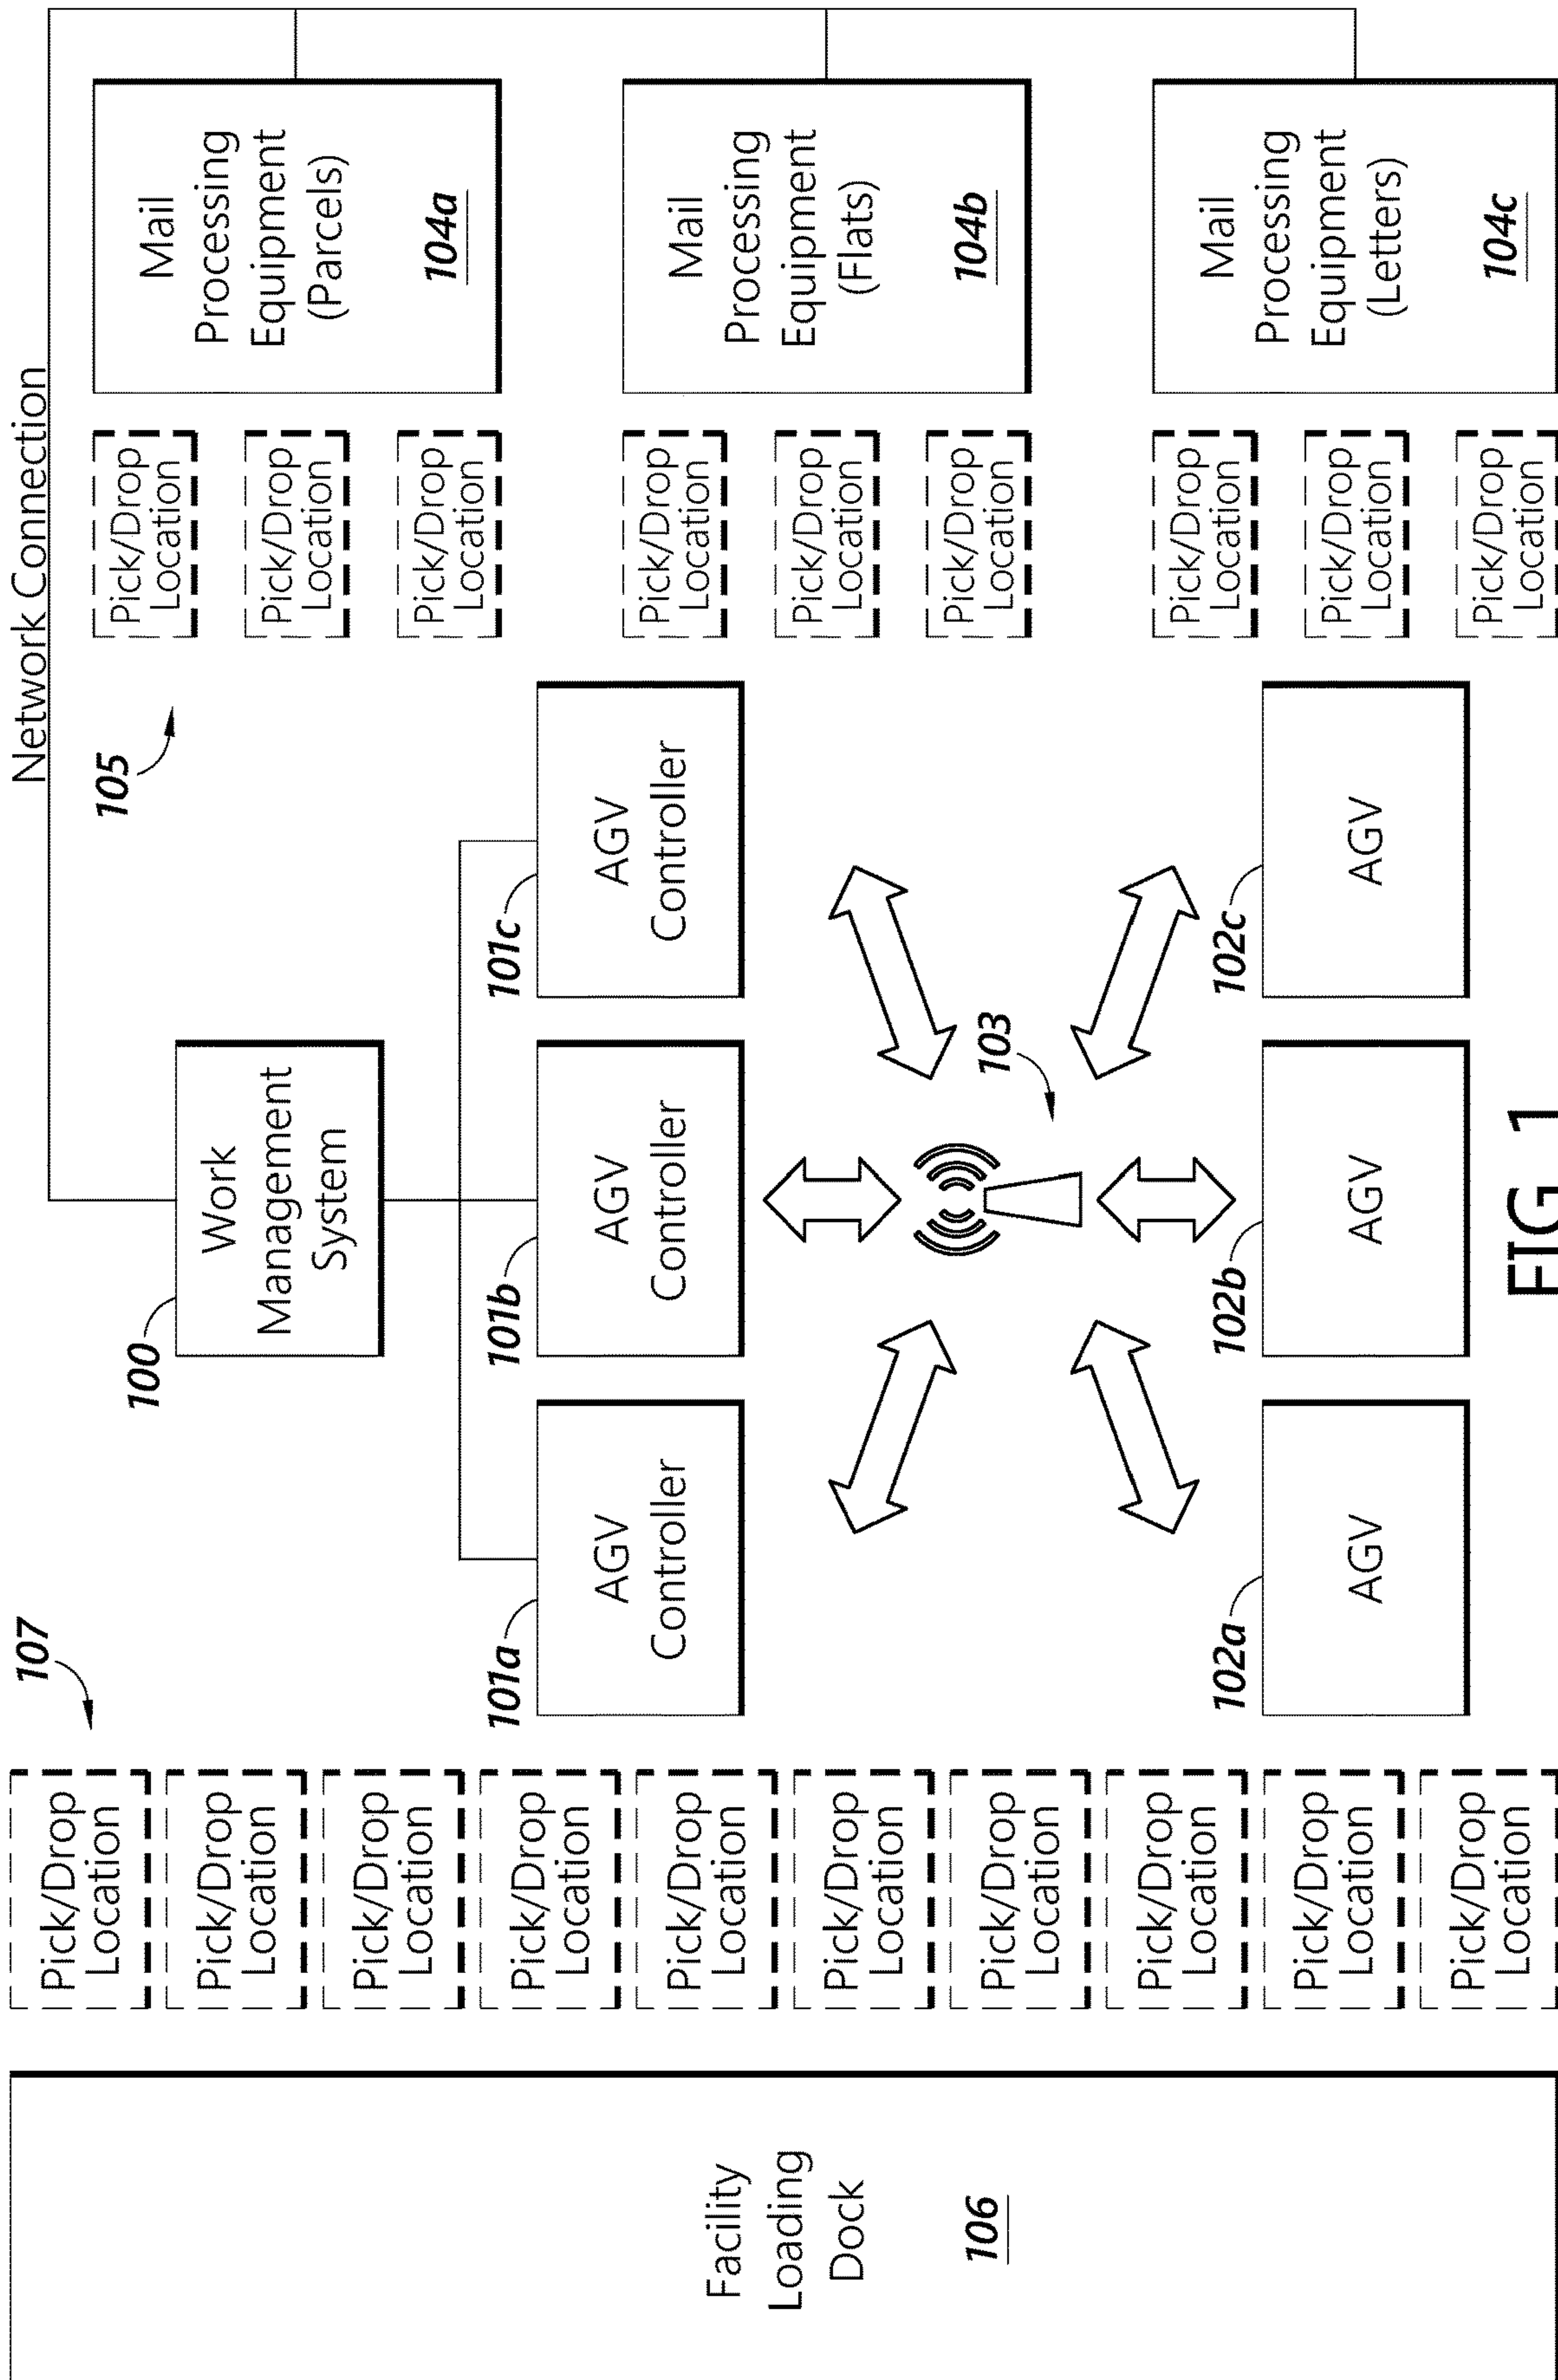 Network Connection
107
100
Work
Management
System
105
101a
AGV
Controller
101b
AGV
Controller
101c
AGV
Controller
103
102a
AGV
102b
AGV
102c
AGV
Facility
Loading
Dock
106
Pick/Drop
Location
Pick/Drop
Location
Pick/Drop
Location
Pick/Drop
Location
Pick/Drop
Location
Pick/Drop
Location
Pick/Drop
Location
Pick/Drop
Location
Pick/Drop
Location
Pick/Drop
Location
Pick/Drop
Location
Pick/Drop
Location
Pick/Drop
Location
Mail
Processing
Equipment
(Parcels)
104a
Pick/Drop
Location
Pick/Drop
Location
Pick/Drop
Location
Mail
Processing
Equipment
(Flats)
104b
Pick/Drop
Location
Pick/Drop
Location
Pick/Drop
Location
Mail
Processing
Equipment
(Letters)
104c
FIG. 1